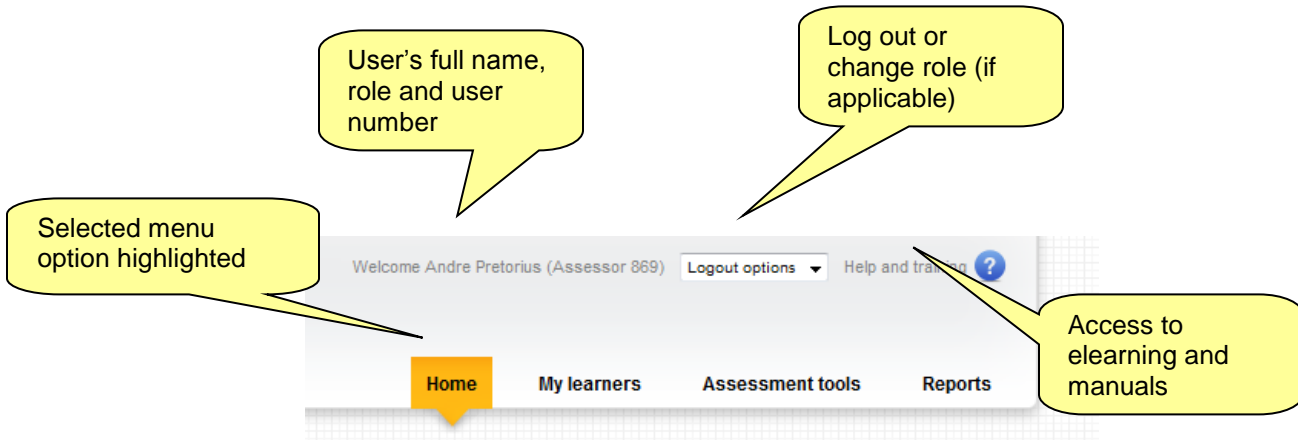 User’s full name,
role and user
number
Log out or
change role (if
applicable)
Selected menu
option highlighted
Welcome Andre Pretorius (Assessor 869) Logout options Help and training ?
Access to
elearning and
manuals
Home My learners Assessment tools Reports